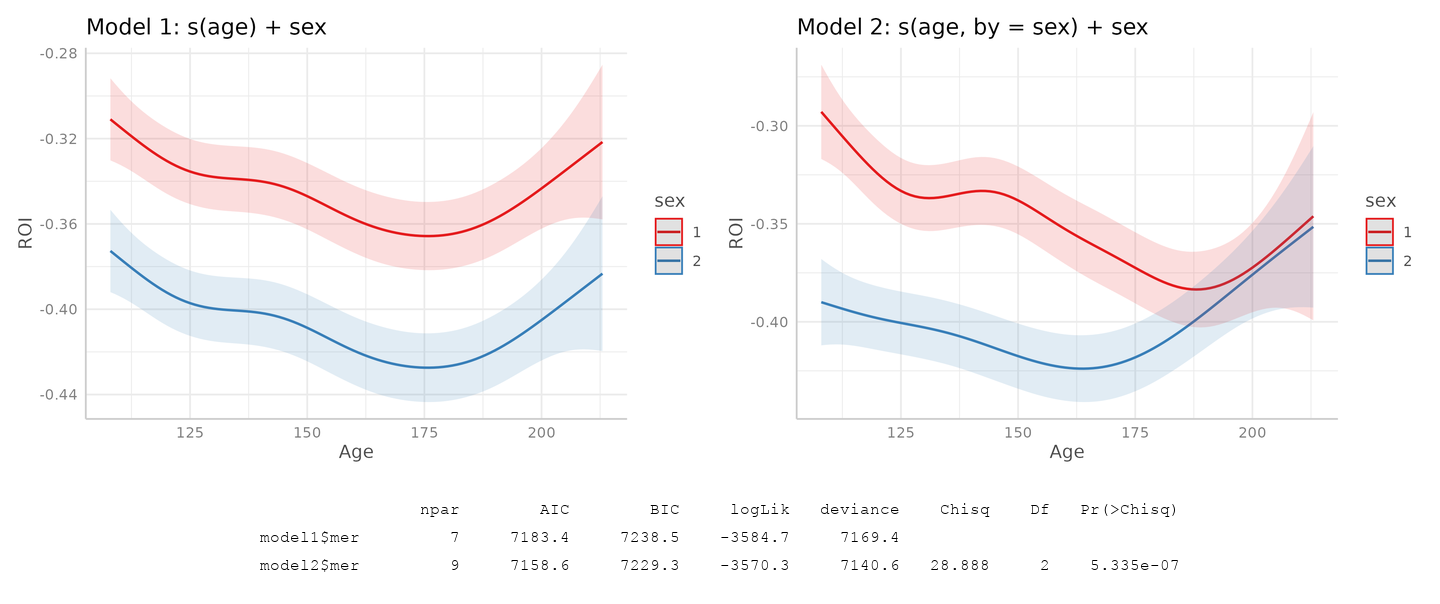 Model 1: s(age) + sex
-0.28
-0.32
-0.36
-0.40
-0.44
ROI
125 150 175 200
Age
sex
1
2
Model 2: s(age, by = sex) + sex
-0.30
-0.35
-0.40
ROI
125 150 175 200
Age
sex
1
2
npar AIC BIC logLik deviance Chisq Df Pr(>Chisq)
model1$mer 7 7183.4 7238.5 -3584.7 7169.4
model2$mer 9 7158.6 7229.3 -3570.3 7140.6 28.888 2 5.335e-07